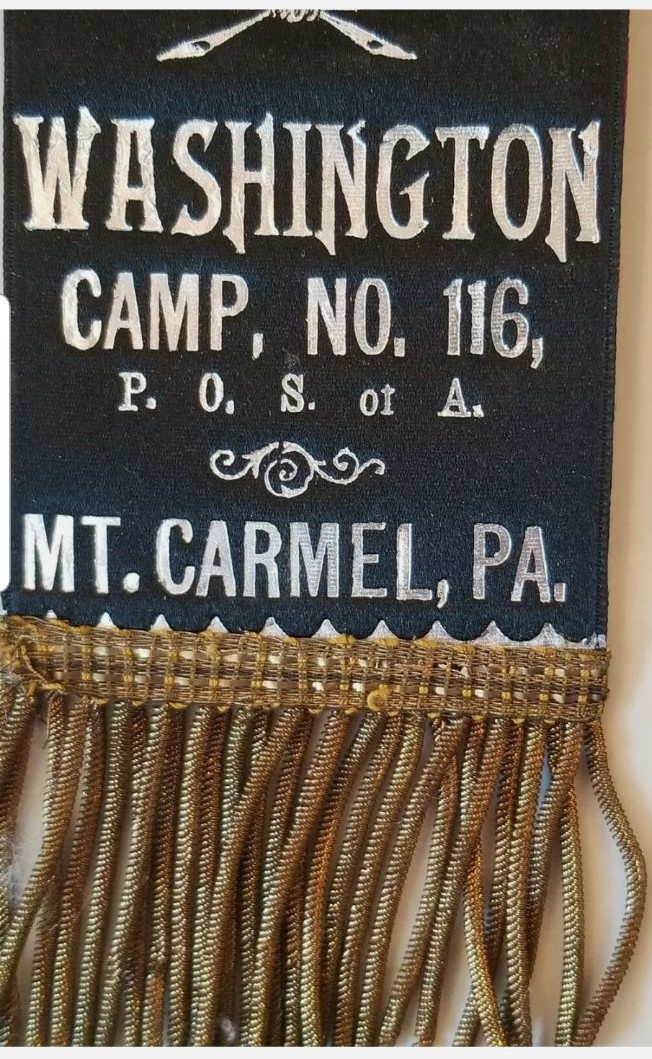 WASHINGTON
CAMP, NO. 116,
P. O. S. of A.
MT. CARMEL, PA.